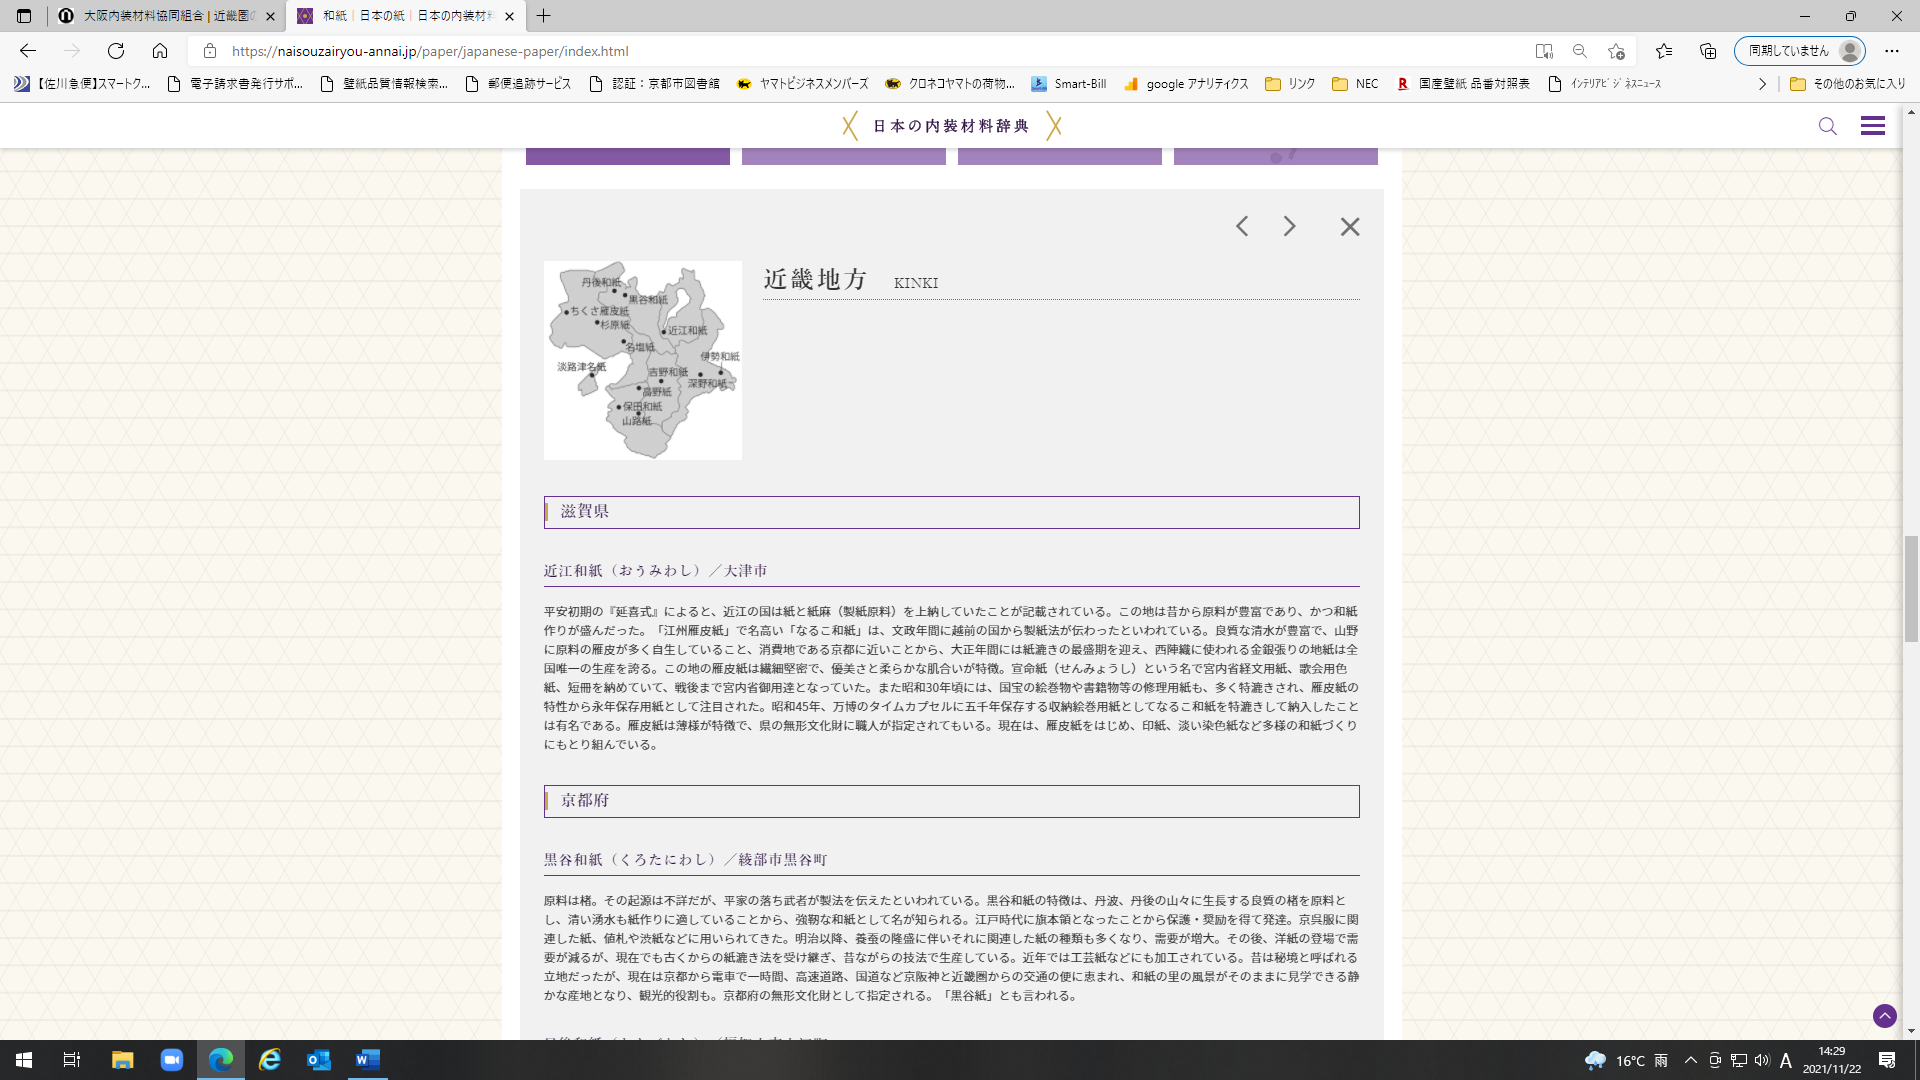 大阪内装材料協同組合 | 近畿圏の
和紙｜日本の紙｜日本の内装材料
https://naisouzairyou-annai.jp/paper/japanese-paper/index.html
同期していません
【佐川急便】スマートク...
電子請求書発行サポ...
壁紙品質情報検索...
郵便追跡サービス
認証：京都市図書館
ヤマトビジネスメンバーズ
クロネコヤマトの荷物...
Smart-Bill
google アナリティクス
リンク
NEC
国産壁紙 品番対照表
ｲﾝﾃﾘｱﾋﾞｼﾞﾈｽﾆｭｰｽ
その他のお気に入り
日本の内装材料辞典
近畿地方 KINKI
丹後和紙
黒谷和紙
ちくさ雁皮紙
杉原紙
近江和紙
名塩紙
伊勢和紙
淡路津名紙
吉野和紙
深野和紙
高野紙
保田和紙
山路紙
滋賀県
近江和紙（おうみわし）／大津市
平安初期の『延喜式』によると、近江の国は紙と紙麻（製紙原料）を上納していたことが記載されている。この地は昔から原料が豊富であり、かつ和紙
作りが盛んだった。「江州雁皮紙」で名高い「なるこ和紙」は、文政年間に越前の国から製紙法が伝わったといわれている。良質な清水が豊富で、山野
に原料の雁皮が多く自生していること、消費地である京都に近いことから、大正年間には紙漉きの最盛期を迎え、西陣織に使われる金銀張りの地紙は全
国唯一の生産を誇る。この地の雁皮紙は繊細堅密で、優美さと柔らかな肌合いが特徴。宣命紙（せんみょうし）という名で宮内省経文用紙、歌会用色
紙、短冊を納めていて、戦後まで宮内省御用達となっていた。また昭和30年頃には、国宝の絵巻物や書籍物等の修理用紙も、多く特漉きされ、雁皮紙の
特性から永年保存用紙として注目された。昭和45年、万博のタイムカプセルに五千年保存する収納絵巻用紙としてなるこ和紙を特漉きして納入したこと
は有名である。雁皮紙は薄様が特徴で、県の無形文化財に職人が指定されてもいる。現在は、雁皮紙をはじめ、印紙、淡い染色紙など多様の和紙づくり
にもとり組んでいる。
京都府
黒谷和紙（くろたにわし）／綾部市黒谷町
原料は楮。その起源は不詳だが、平家の落ち武者が製法を伝えたといわれている。黒谷和紙の特徴は、丹波、丹後の山々に生長する良質の楮を原料と
し、清い湧水も紙作りに適していることから、強靭な和紙として名が知られる。江戸時代に旗本領となったことから保護・奨励を得て発達。京呉服に関
連した紙、値札や渋紙などに用いられてきた。明治以降、養蚕の隆盛に伴いそれに関連した紙の種類も多くなり、需要が増大。その後、洋紙の登場で需
要が減るが、現在でも古くからの紙漉き法を受け継ぎ、昔ながらの技法で生産している。近年では工芸紙などにも加工されている。昔は秘境と呼ばれる
立地だったが、現在は京都から電車で一時間、高速道路、国道など京阪神と近畿圏からの交通の便に恵まれ、和紙の里の風景がそのままに見学できる静
かな産地となり、観光的役割も。京都府の無形文化財として指定される。「黒谷紙」とも言われる。
16°C 雨
A
14:29
2021/11/22